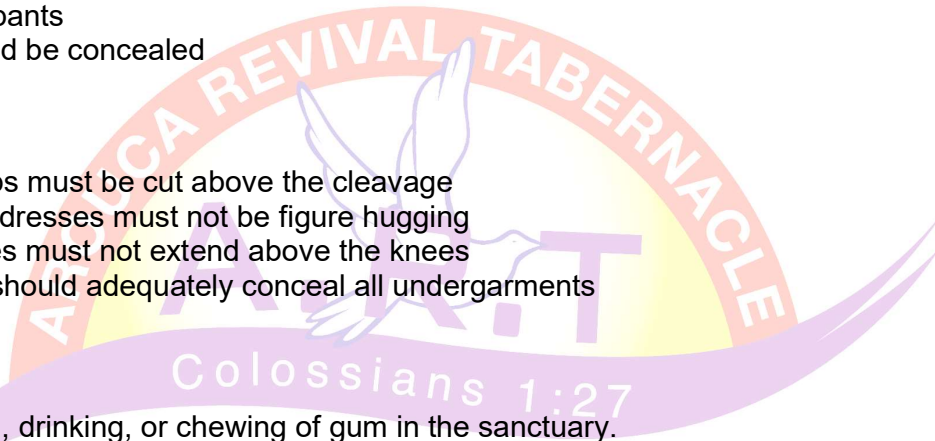 pants
d be concealed
AROUCA REVIVAL TABERNACLE
ps must be cut above the cleavage
dresses must not be figure hugging
es must not extend above the knees
should adequately conceal all undergarments
A.R.T
Colossians 1:27
, drinking, or chewing of gum in the sanctuary.